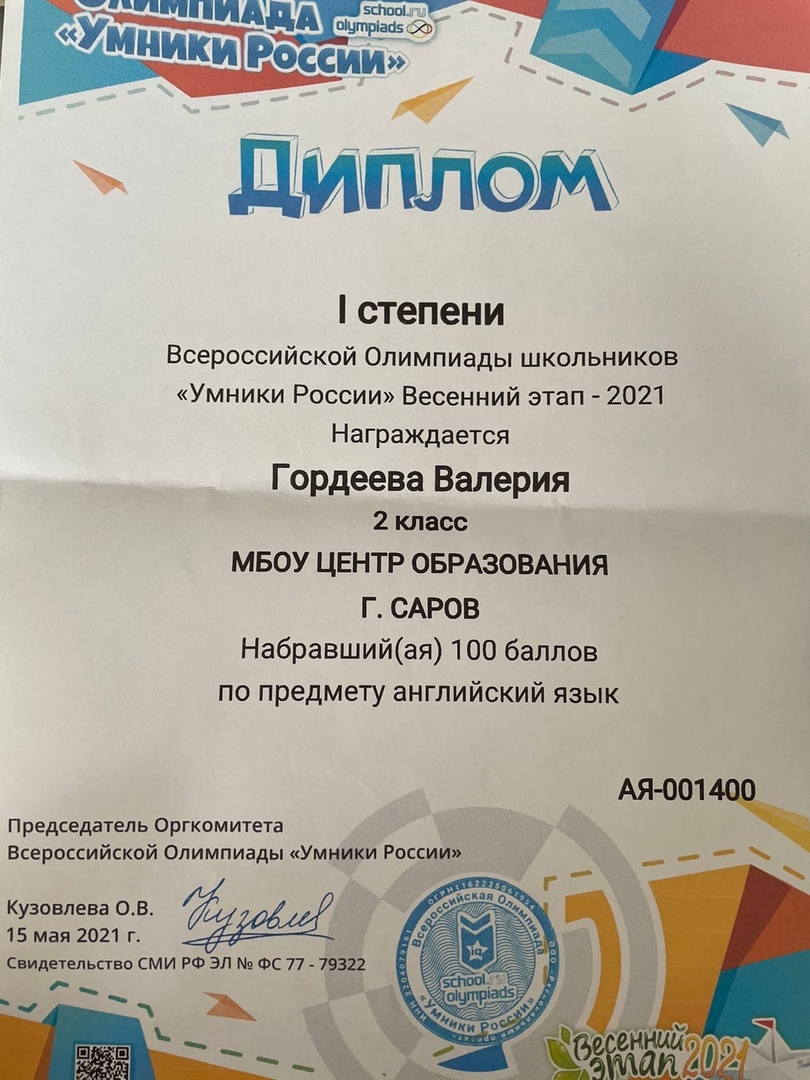 ОЛИМПИАДА
«Умники России»
school.ru
olympiads
Диплом
I степени
Всероссийской Олимпиады школьников
«Умники России» Весенний этап - 2021
Награждается
Гордеева Валерия
2 класс
МБОУ ЦЕНТР ОБРАЗОВАНИЯ
Г. САРОВ
Набравший(ая) 100 баллов
по предмету английский язык
АЯ-001400
Председатель Оргкомитета
Всероссийской Олимпиады «Умники России»
Кузовлева О.В.
15 мая 2021 г.
Свидетельство СМИ РФ ЭЛ № ФС 77 - 79322
Всероссийская Олимпиада
IQ
school.ru
olympiads
«Умники России»
Весенний
этап 2021